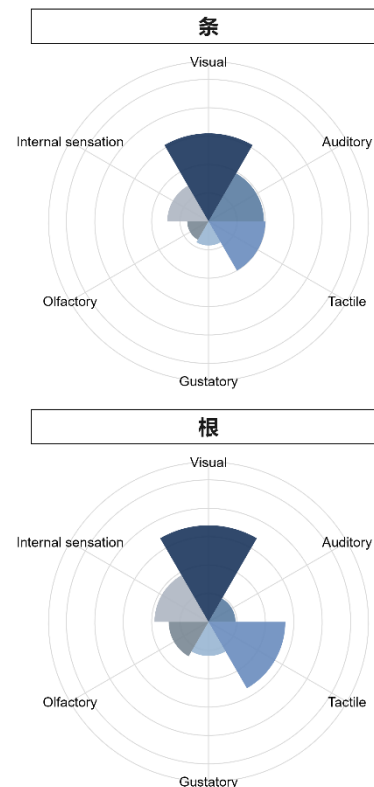 条
Visual
Internal sensation Auditory
Olfactory Tactile
Gustatory
根
Visual
Internal sensation Auditory
Olfactory Tactile
Gustatory